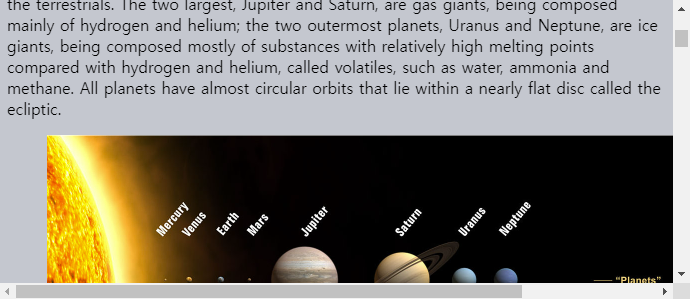 the terrestrials. The two largest, Jupiter and Saturn, are gas giants, being composed
mainly of hydrogen and helium; the two outermost planets, Uranus and Neptune, are ice
giants, being composed mostly of substances with relatively high melting points
compared with hydrogen and helium, called volatiles, such as water, ammonia and
methane. All planets have almost circular orbits that lie within a nearly flat disc called the
ecliptic.
Mercury
Venus
Earth
Mars
Jupiter
Saturn
Uranus
Neptune
"Planets"